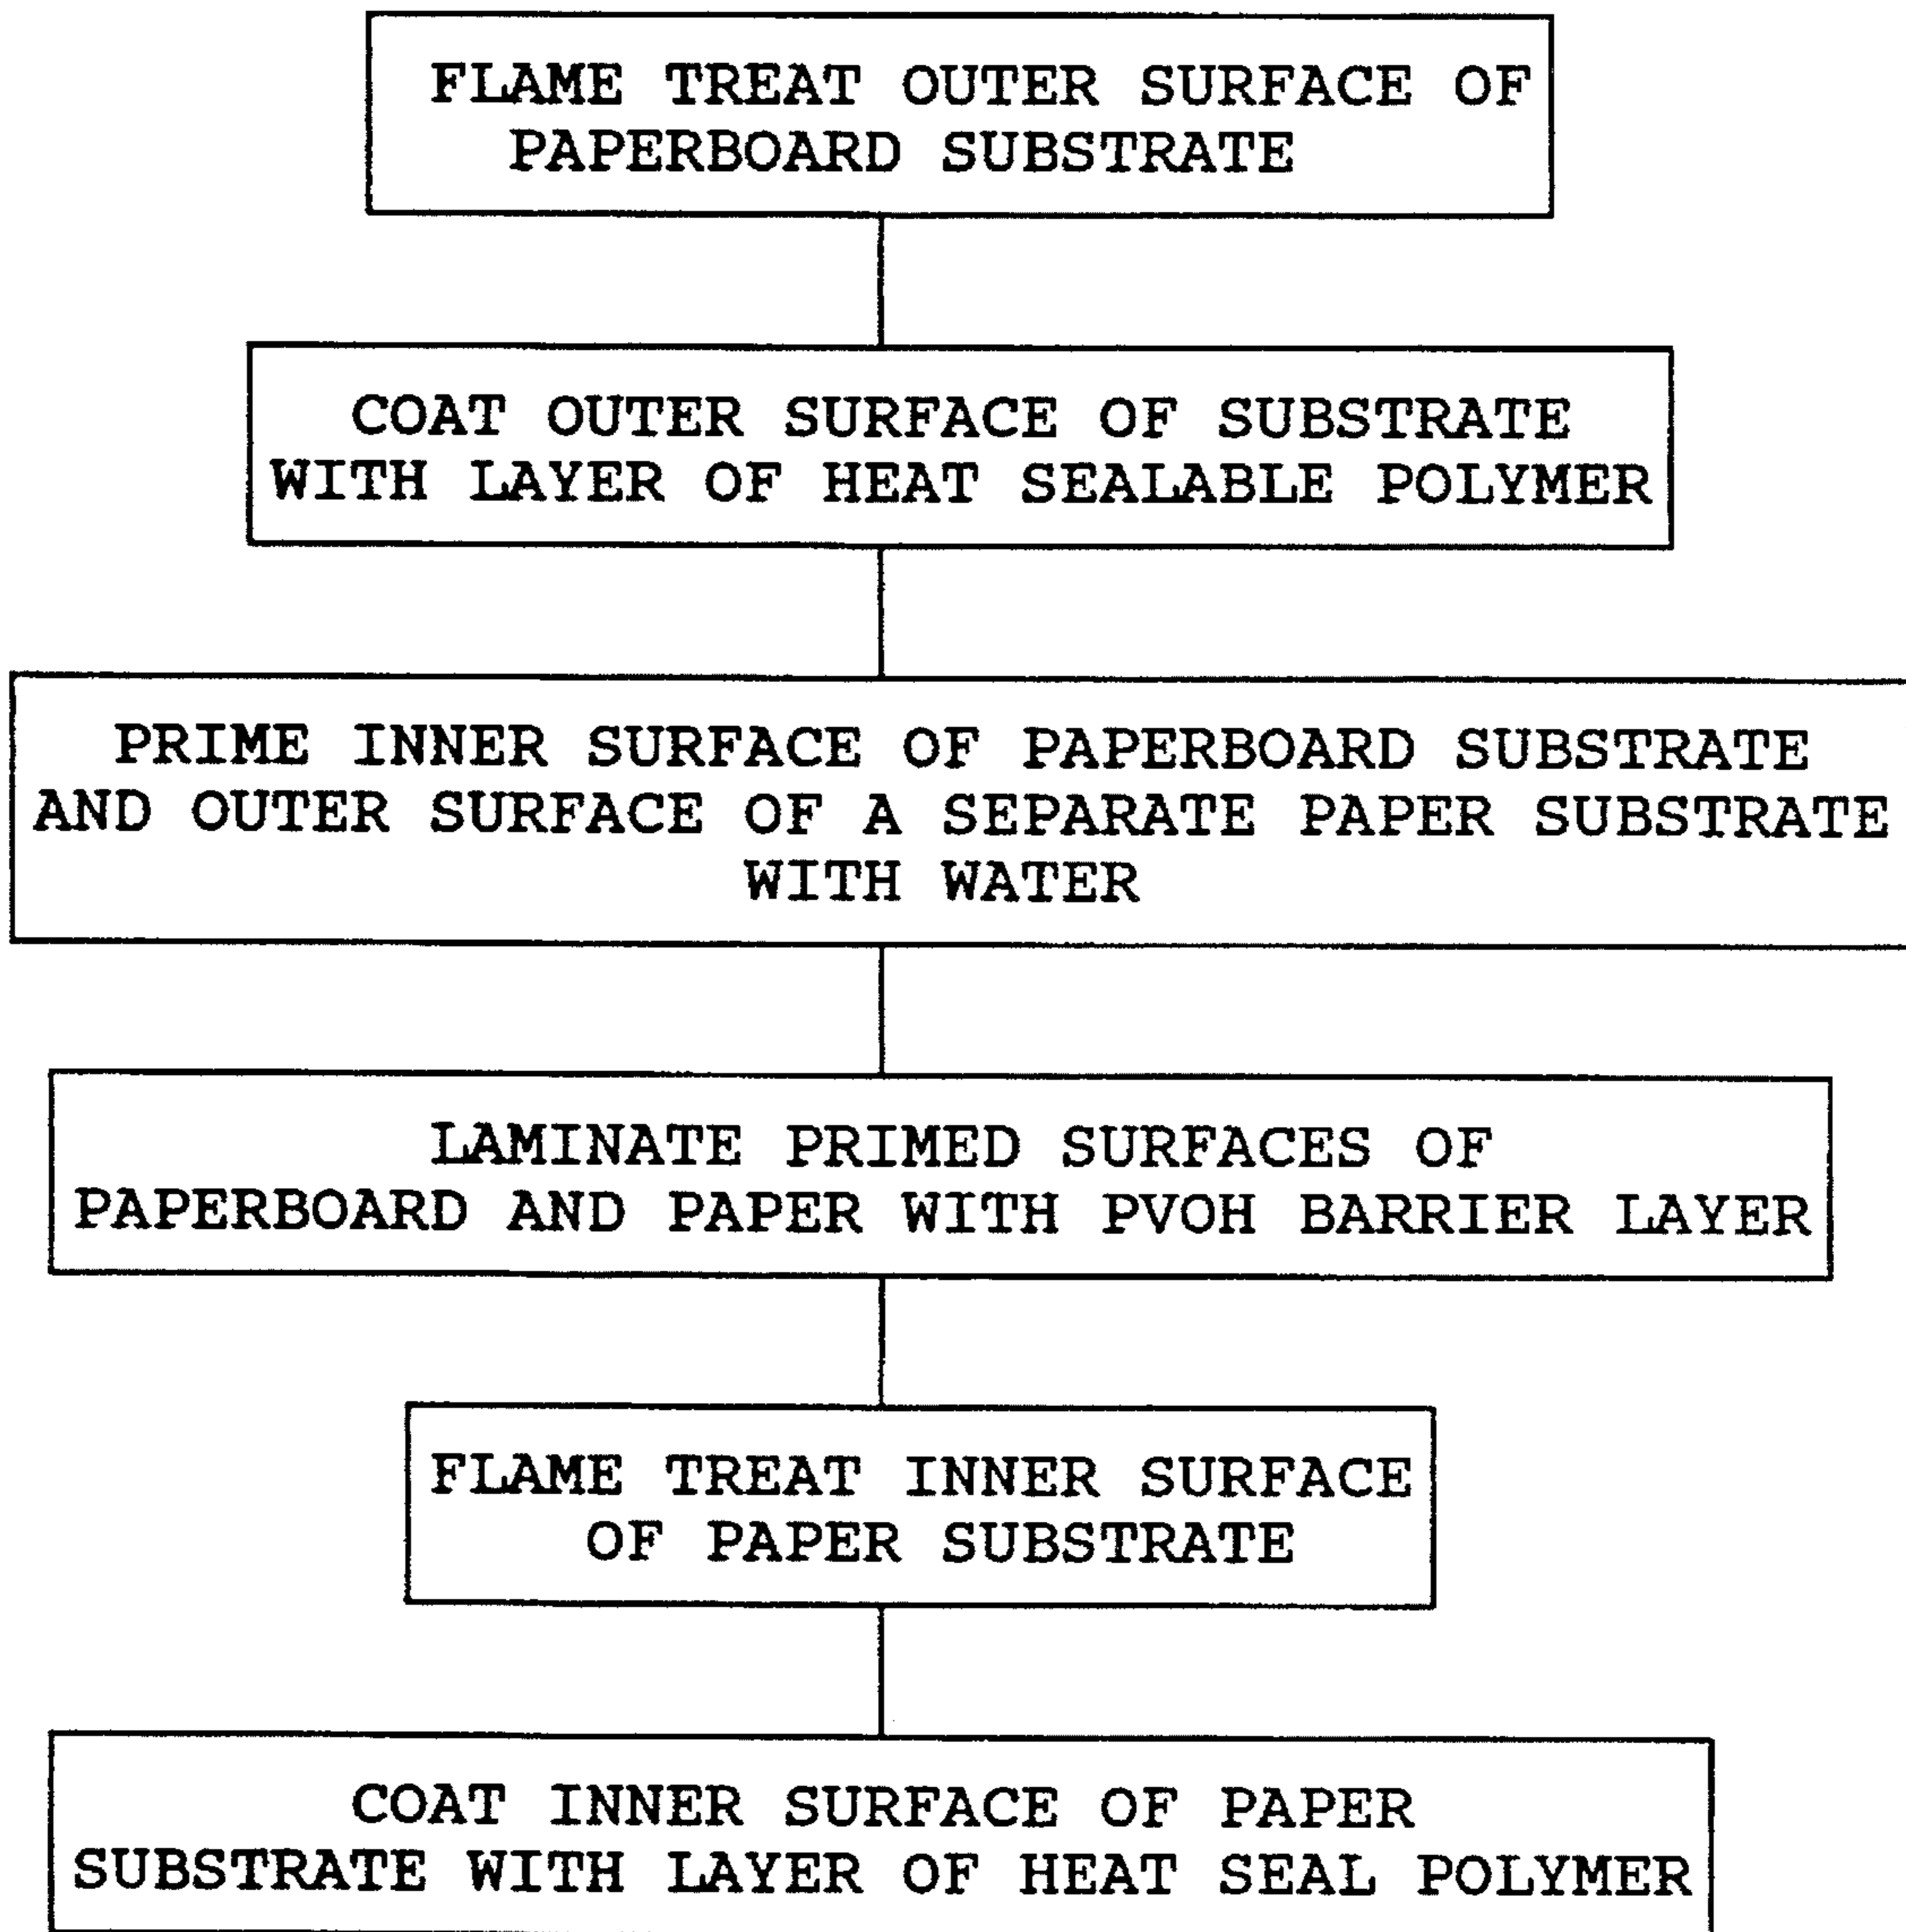 FLAME TREAT OUTER SURFACE OF
PAPERBOARD SUBSTRATE
COAT OUTER SURFACE OF SUBSTRATE
WITH LAYER OF HEAT SEALABLE POLYMER
PRIME INNER SURFACE OF PAPERBOARD SUBSTRATE
AND OUTER SURFACE OF A SEPARATE PAPER SUBSTRATE
WITH WATER
LAMINATE PRIMED SURFACES OF
PAPERBOARD AND PAPER WITH PVOH BARRIER LAYER
FLAME TREAT INNER SURFACE
OF PAPER SUBSTRATE
COAT INNER SURFACE OF PAPER
SUBSTRATE WITH LAYER OF HEAT SEAL POLYMER